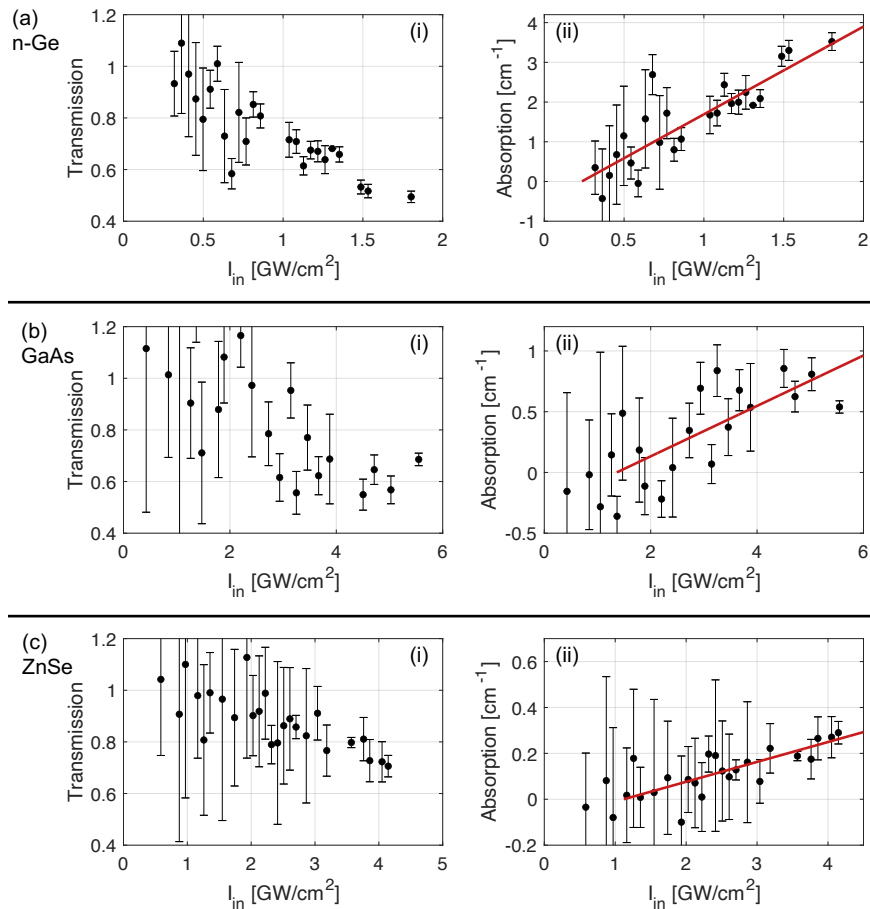 (a)
n-Ge
(i)
Transmission
1.2
1
0.8
0.6
0.4
0
0.5
1
1.5
2
I_in [GW/cm^2]
(ii)
Absorption [cm^-1]
4
3
2
1
0
-1
0
0.5
1
1.5
2
I_in [GW/cm^2]
(b)
GaAs
(i)
Transmission
1.2
1
0.8
0.6
0.4
0
2
4
6
I_in [GW/cm^2]
(ii)
Absorption [cm^-1]
1
0.5
0
-0.5
0
2
4
6
I_in [GW/cm^2]
(c)
ZnSe
(i)
Transmission
1.2
1
0.8
0.6
0.4
0
1
2
3
4
5
I_in [GW/cm^2]
(ii)
Absorption [cm^-1]
0.6
0.4
0.2
0
-0.2
0
1
2
3
4
I_in [GW/cm^2]